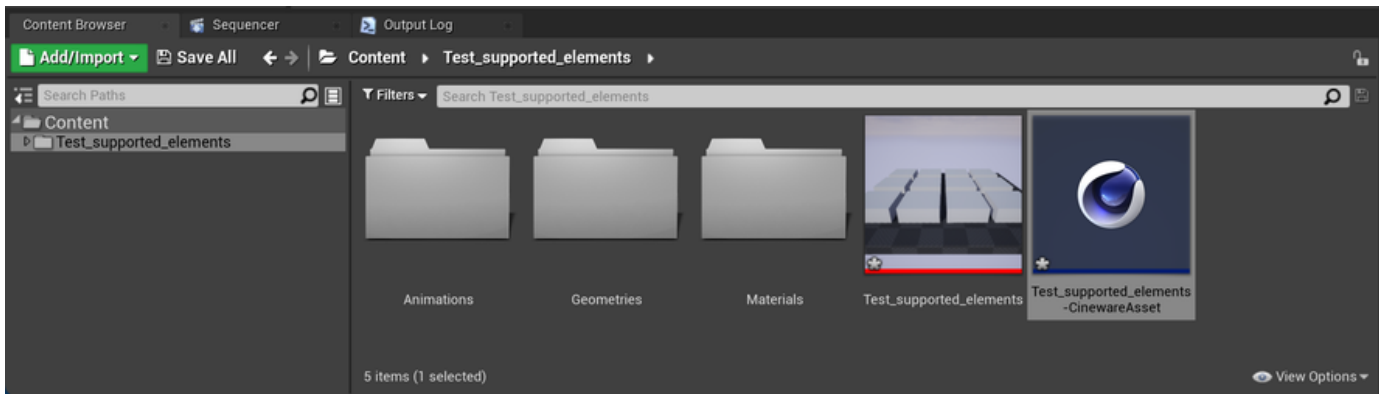 Content Browser
Sequencer
Output Log
Add/Import
Save All
Content
Test_supported_elements
Search Paths
Filters
Search Test_supported_elements
Content
Test_supported_elements
Animations
Geometries
Materials
Test_supported_elements
Test_supported_elements
-CinewareAsset
5 items (1 selected)
View Options